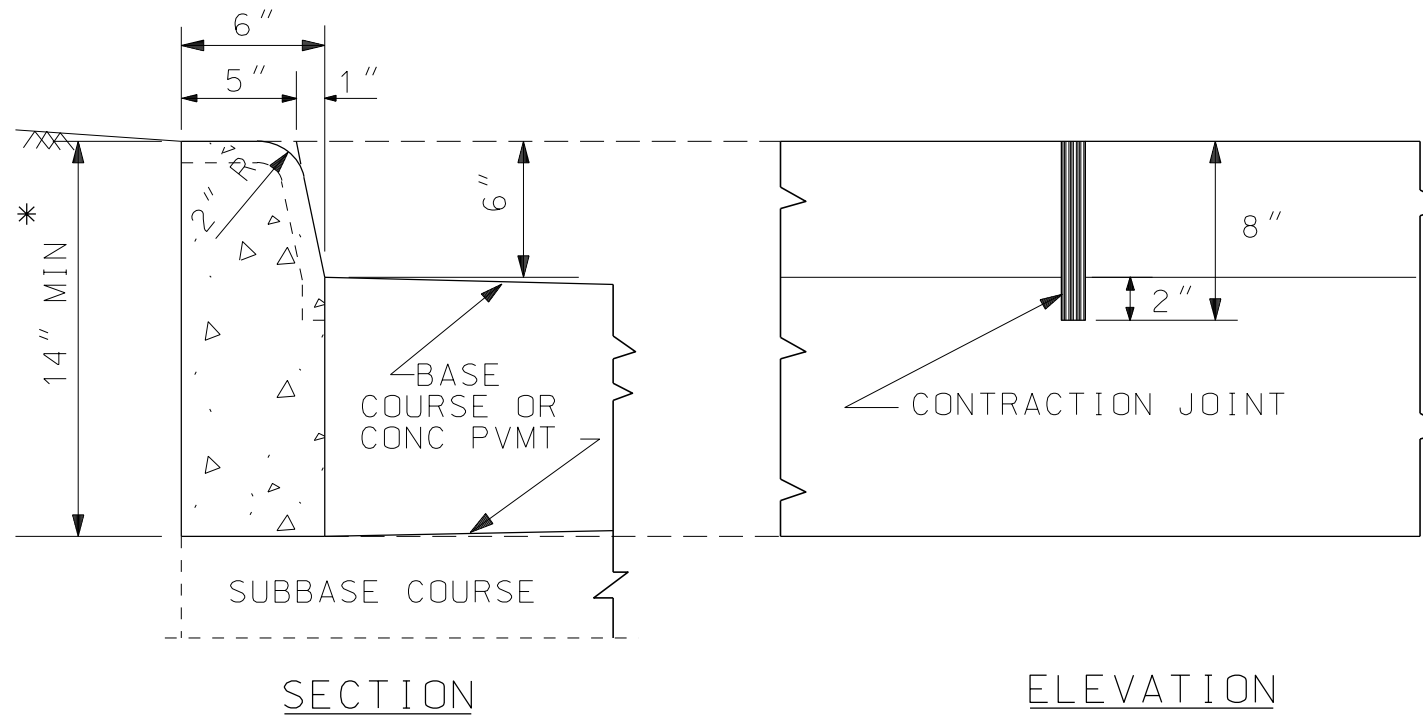 6"
5"
1"
2" R
6"
*
14" MIN
BASE
COURSE OR
CONC PVMT
SUBBASE COURSE
SECTION
8"
2"
CONTRACTION JOINT
ELEVATION